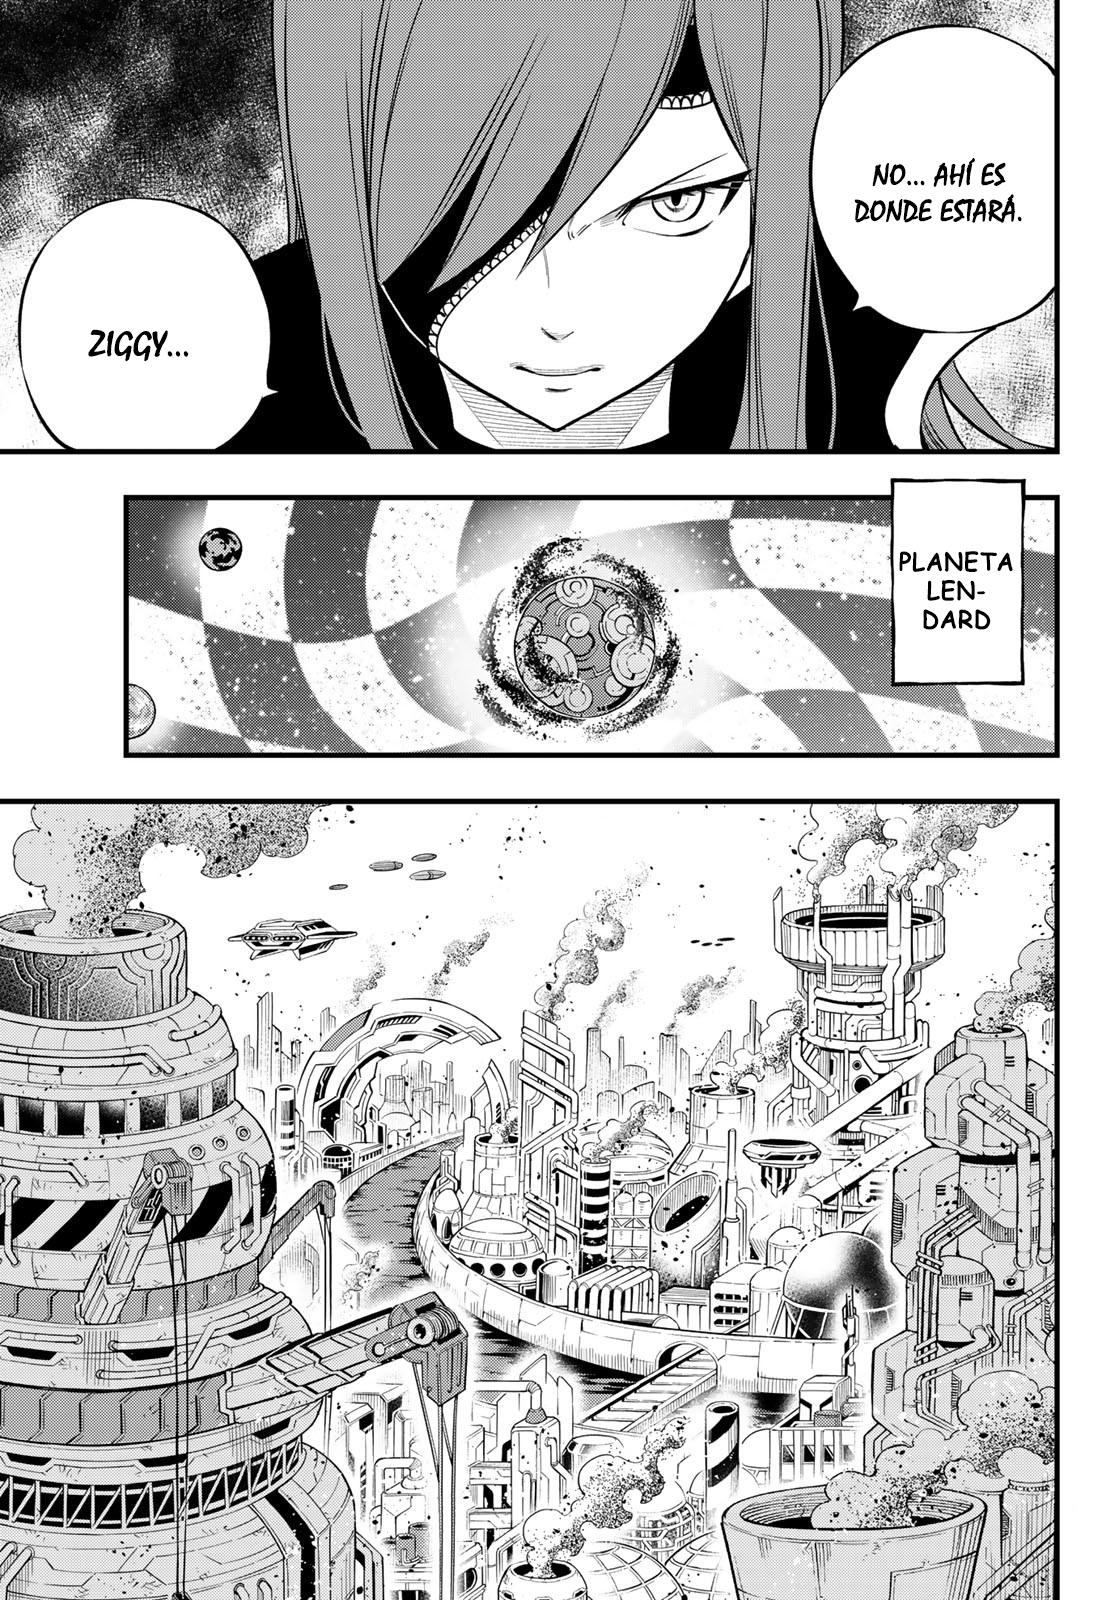 NO... AHÍ ES
DONDE ESTARÁ.
ZIGGY...
PLANETA
LEN-
DARD